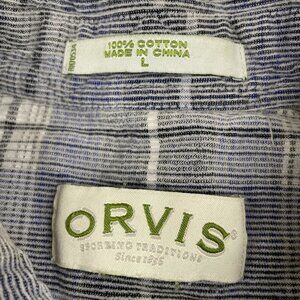 100% COTTON
MADE IN CHINA
L
ORVIS®
SPORTING TRADITIONS
Since 1856